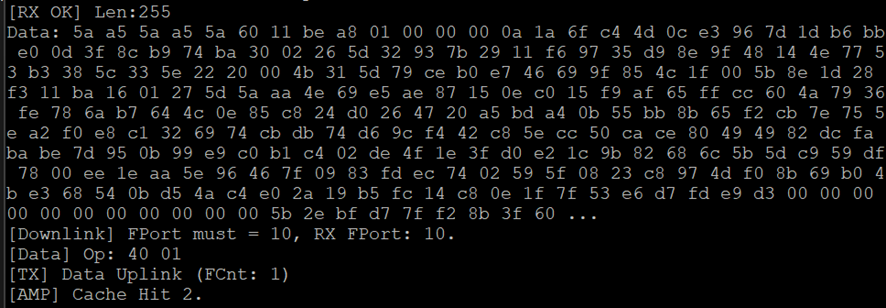 [RX OK] Len:255
Data: 5a a5 5a a5 5a 60 11 be a8 01 00 00 00 0a 1a 6f c4 4d 0c e3 96 7d 1d b6 bb
 e0 0d 3f 8c b9 74 ba 30 02 26 5d 32 93 7b 29 11 f6 97 35 d9 8e 9f 48 14 4e 77 5
3 b3 38 5c 33 5e 22 20 00 4b 31 5d 79 ce b0 e7 46 69 9f 85 4c 1f 00 5b 8e 1d 28
f3 11 ba 16 01 27 5d 5a aa 4e 69 e5 ae 87 15 0e c0 15 f9 af 65 ff cc 60 4a 79 36
 fe 78 6a b7 64 4c 0e 85 c8 24 d0 26 47 20 a5 bd a4 0b 55 bb 8b 65 f2 cb 7e 75 5
e a2 f0 e8 c1 32 69 74 cb db 74 d6 9c f4 42 c8 5e cc 50 ca ce 80 49 49 82 dc fa
ba be 7d 95 0b 99 e9 c0 b1 c4 02 de 4f 1e 3f d0 e2 1c 9b 82 68 6c 5b 5d c9 59 df
 78 00 ee 1e aa 5e 96 46 7f 09 83 fd ec 74 02 59 5f 08 23 c8 97 4d f0 8b 69 b0 4
b e3 68 54 0b d5 4a c4 e0 2a 19 b5 fc 14 c8 0e 1f 7f 53 e6 d7 fd e9 d3 00 00 00
00 00 00 00 00 00 00 00 00 00 5b 2e bf d7 7f f2 8b 3f 60 ...
[Downlink] FPort must = 10, RX FPort: 10.
[Data] Op: 40 01
[TX] Data Uplink (FCnt: 1)
[AMP] Cache Hit 2.